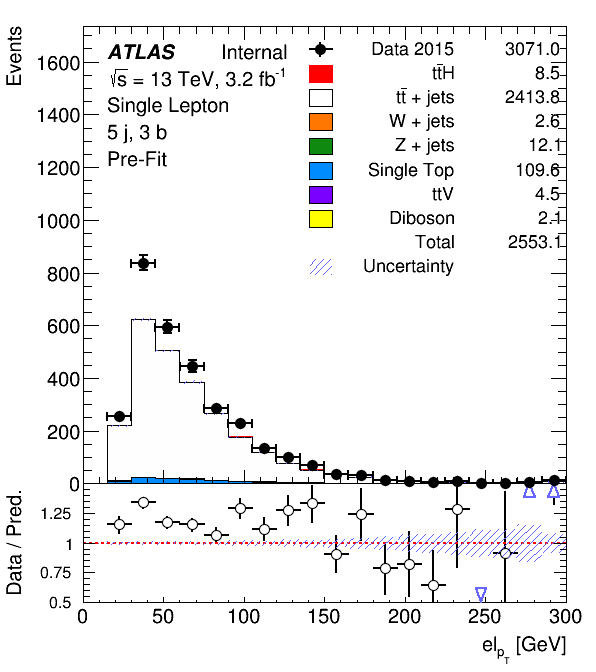 Events
ATLAS Internal
√s = 13 TeV, 3.2 fb⁻¹
Single Lepton
5 j, 3 b
Pre-Fit
Data 2015 3071.0
tt̄H 8.5
tt̄ + jets 2413.8
W + jets 2.6
Z + jets 12.1
Single Top 109.6
ttV 4.5
Diboson 2.1
Total 2553.1
Uncertainty
1600
1400
1200
1000
800
600
400
200
0
Data / Pred.
1.25
1
0.75
0.5
0 50 100 150 200 250 300
el_pT [GeV]